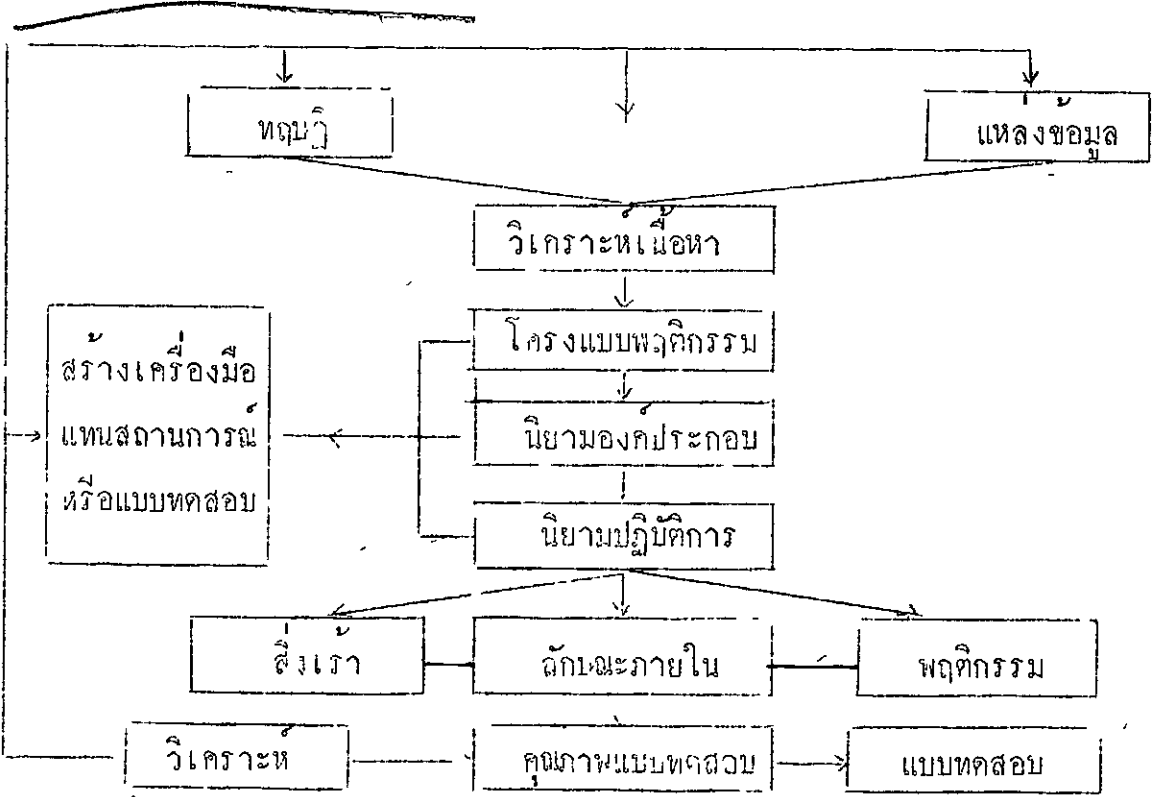 ทฤษฎี
แหล่งข้อมูล
วิเคราะห์เนื้อหา
โครงแบบพฤติกรรม
สร้างเครื่องมือ
แทนสถานการณ์
หรือแบบทดสอบ
นิยามองค์ประกอบ
นิยามปฏิบัติการ
สิ่งเร้า
ลักษณะภายใน
พฤติกรรม
วิเคราะห์
คุณภาพแบบทดสอบ
แบบทดสอบ